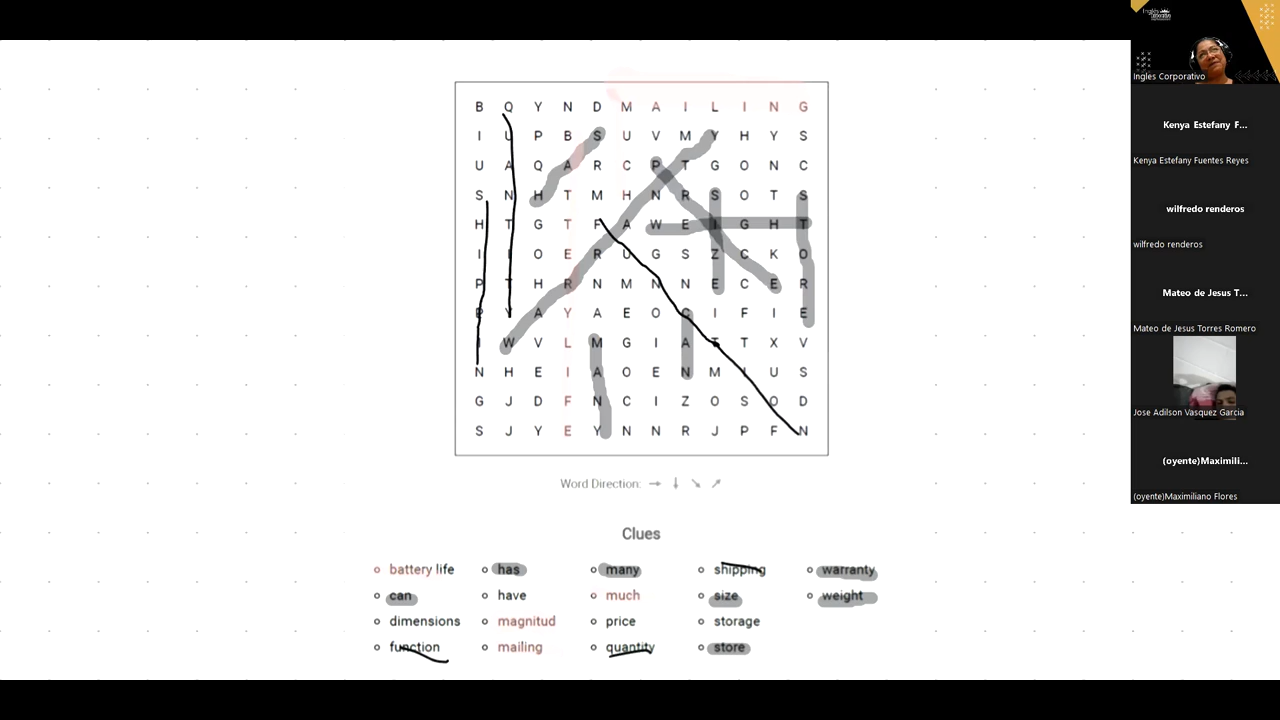 Inglés
Corporativo
Ingles Corporativo
B Q Y N D M A I L I N G
I U P B S U V M Y H Y S
U A Q A R C P T G O N C
S N H T M H N R S O T S
H T G T F A W E I G H T
I I O E R U G S Z C K O
P T H R N M N N E C E R
P Y A Y A E O C I F I E
I W V L M G I A T T X V
N H E I A O E N M I U S
G J D F N C I Z O S O D
S J Y E Y N N R J P F N
Word Direction: → ↓ ↘ ↗
Clues
battery life has many shipping warranty
can have much size weight
dimensions magnitud price storage
function mailing quantity store
Kenya Estefany F...
Kenya Estefany Fuentes Reyes
wilfredo renderos
wilfredo renderos
Mateo de Jesus T...
Mateo de Jesus Torres Romero
Jose Adilson Vasquez Garcia
(oyente)Maximili...
(oyente)Maximiliano Flores